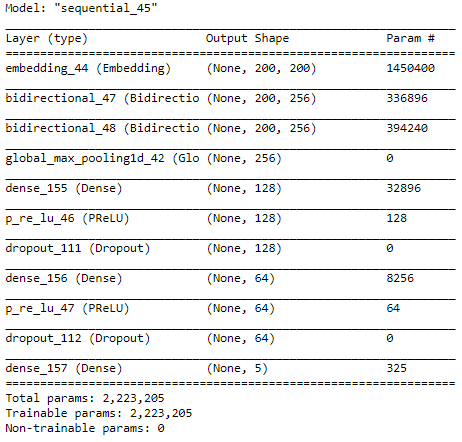 Model: "sequential_45"
Layer (type) Output Shape Param #
embedding_44 (Embedding) (None, 200, 200) 1450400
bidirectional_47 (Bidirectio (None, 200, 256) 336896
bidirectional_48 (Bidirectio (None, 200, 256) 394240
global_max_pooling1d_42 (Glo (None, 256) 0
dense_155 (Dense) (None, 128) 32896
p_re_lu_46 (PReLU) (None, 128) 128
dropout_111 (Dropout) (None, 128) 0
dense_156 (Dense) (None, 64) 8256
p_re_lu_47 (PReLU) (None, 64) 64
dropout_112 (Dropout) (None, 64) 0
dense_157 (Dense) (None, 5) 325
Total params: 2,223,205
Trainable params: 2,223,205
Non-trainable params: 0